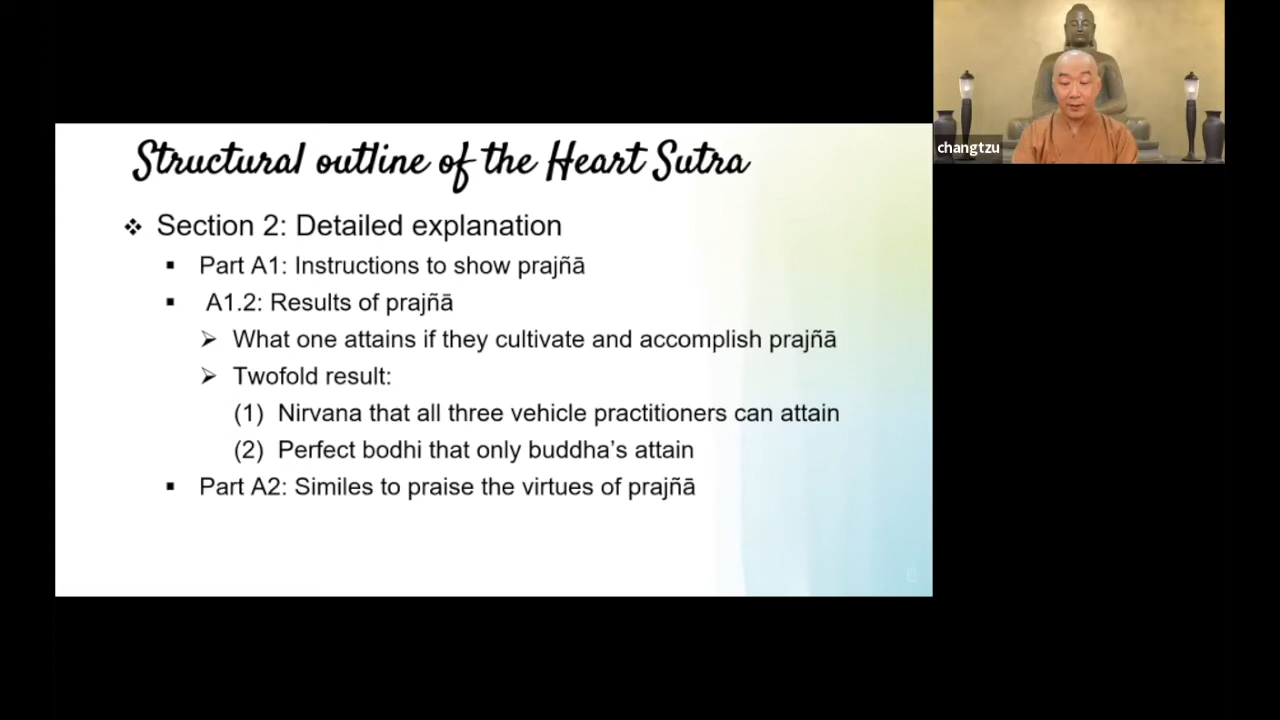 Structural outline of the Heart Sutra
❖ Section 2: Detailed explanation
▪ Part A1: Instructions to show prajñā
▪ A1.2: Results of prajñā
➢ What one attains if they cultivate and accomplish prajñā
➢ Twofold result:
(1) Nirvana that all three vehicle practitioners can attain
(2) Perfect bodhi that only buddha's attain
▪ Part A2: Similes to praise the virtues of prajñā
changtzu